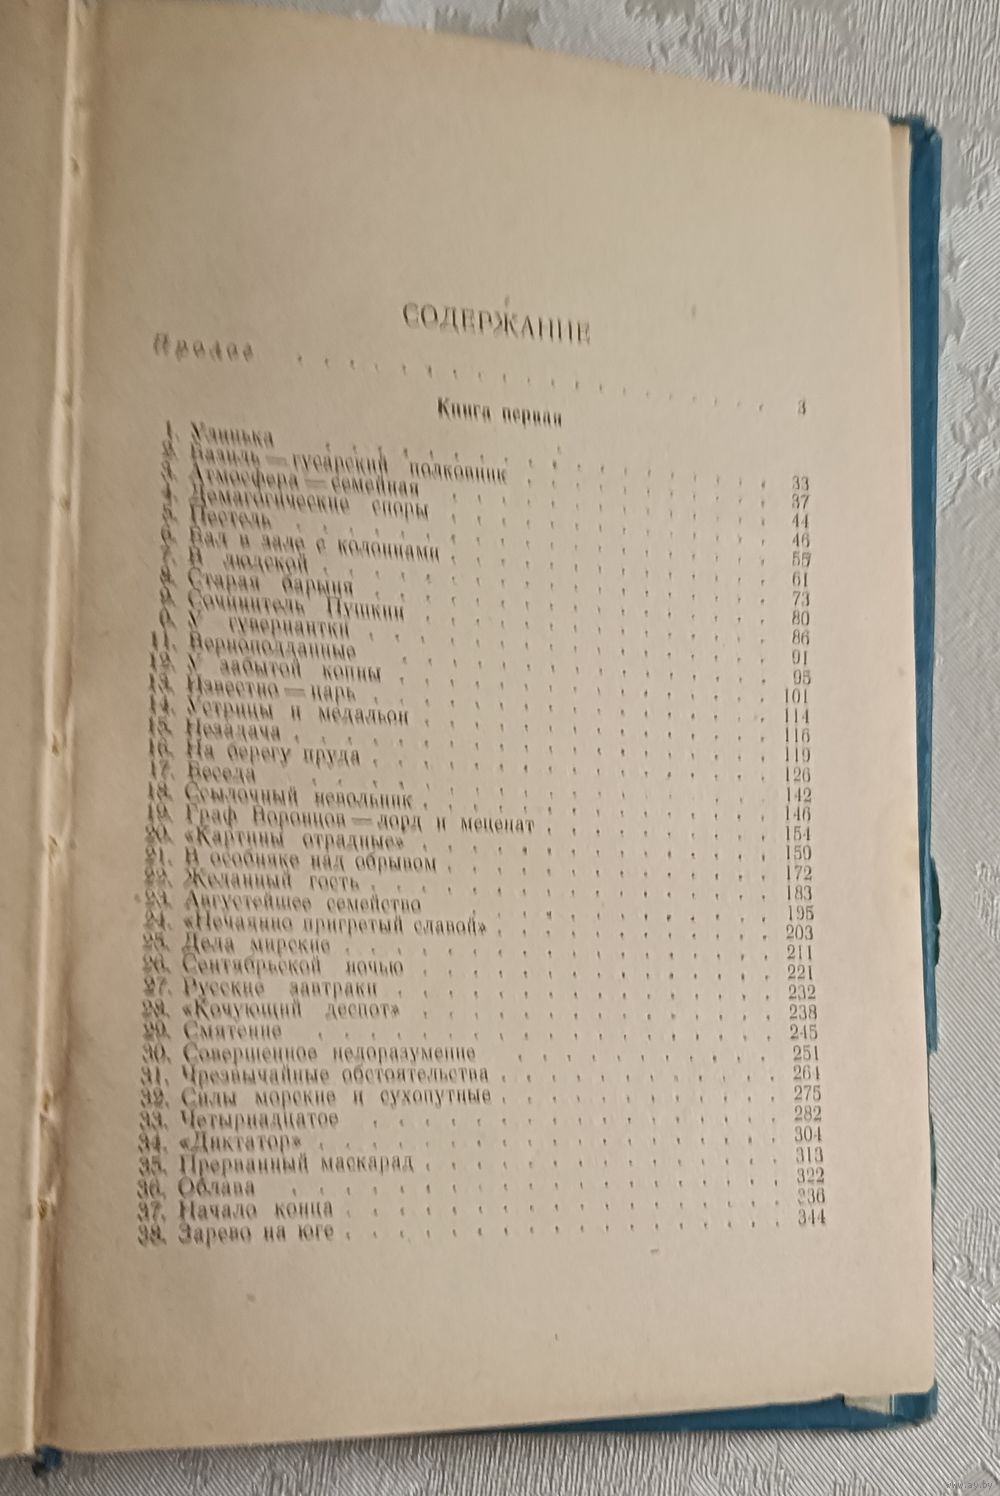 СОДЕРЖАНИЕ
Пролог . . . . . . . . . . . . . . . . . . . 3
Книга первая
1. Улинька . . . . . . . . . . 33
2. Базиль — гусарский полковник . . . . . . . . . . 37
3. Атмосфера — семейная . . . . . . . . . . 44
4. Демагогические споры . . . . . . . . . . 46
5. Пестель . . . . . . . . . . 55
6. Бал в зале с колоннами . . . . . . . . . . 61
7. В людской . . . . . . . . . . 73
8. Старая барыня . . . . . . . . . . 80
9. Сочинитель Пушкин . . . . . . . . . . 86
10. У гувернантки . . . . . . . . . . 91
11. Верноподданные . . . . . . . . . . 95
12. У забытой копны . . . . . . . . . . 101
13. Известно — царь . . . . . . . . . . 114
14. Устрицы и медальон . . . . . . . . . . 116
15. Незадача . . . . . . . . . . 119
16. На берегу пруда . . . . . . . . . . 126
17. Беседа . . . . . . . . . . 142
18. Ссылочный невольник . . . . . . . . . . 146
19. Граф Воронцов — лорд и меценат . . . . . . . . . . 154
20. «Картины отрадные» . . . . . . . . . . 159
21. В особняке над обрывом . . . . . . . . . . 172
22. Желанный гость . . . . . . . . . . 183
23. Августейшее семейство . . . . . . . . . . 195
24. «Нечаянно пригретый славой» . . . . . . . . . . 203
25. Дела мирские . . . . . . . . . . 211
26. Сентябрьской ночью . . . . . . . . . . 221
27. Русские завтраки . . . . . . . . . . 232
28. «Кочующий деспот» . . . . . . . . . . 238
29. Смятение . . . . . . . . . . 245
30. Совершенное недоразумение . . . . . . . . . . 251
31. Чрезвычайные обстоятельства . . . . . . . . . . 264
32. Силы морские и сухопутные . . . . . . . . . . 275
33. Четырнадцатое . . . . . . . . . . 282
34. «Диктатор» . . . . . . . . . . 304
35. Прерванный маскарад . . . . . . . . . . 313
36. Облава . . . . . . . . . . 322
37. Начало конца . . . . . . . . . . 336
38. Зарево на юге . . . . . . . . . . 344
www.ay.by